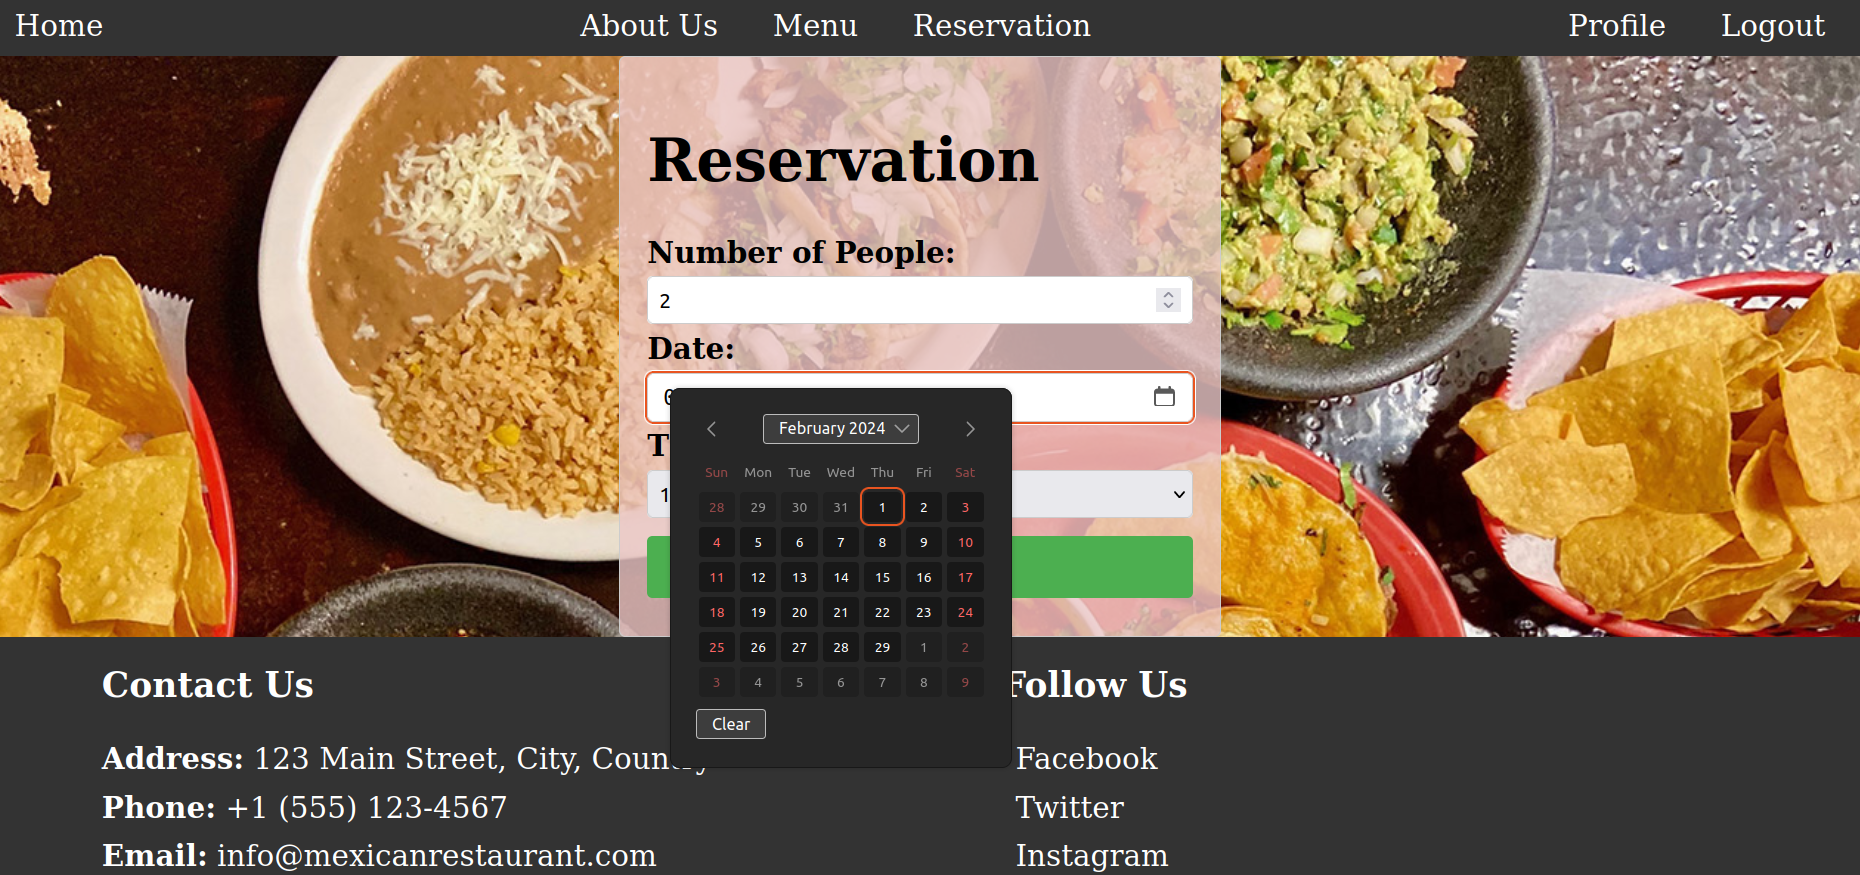 Home About Us Menu Reservation Profile Logout
Reservation
Number of People:
2
Date:
February 2024
Sun Mon Tue Wed Thu Fri Sat
28 29 30 31 1 2 3
4 5 6 7 8 9 10
11 12 13 14 15 16 17
18 19 20 21 22 23 24
25 26 27 28 29 1 2
3 4 5 6 7 8 9
Clear
Contact Us
Address: 123 Main Street, City, Country
Phone: +1 (555) 123-4567
Email: info@mexicanrestaurant.com
Follow Us
Facebook
Twitter
Instagram